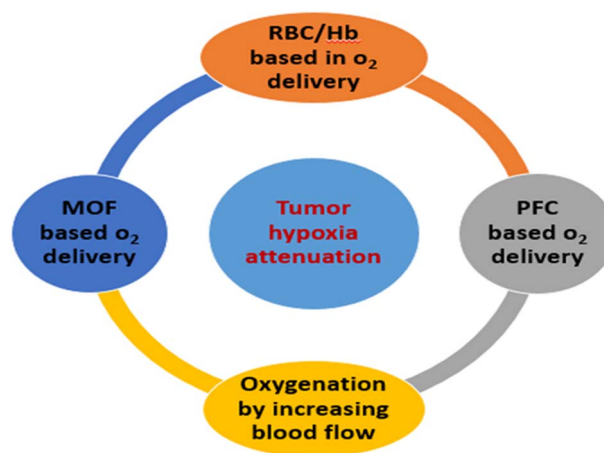 RBC/Hb
based in o₂
delivery
MOF
based o₂
delivery
Tumor
hypoxia
attenuation
PFC
based o₂
delivery
Oxygenation
by increasing
blood flow